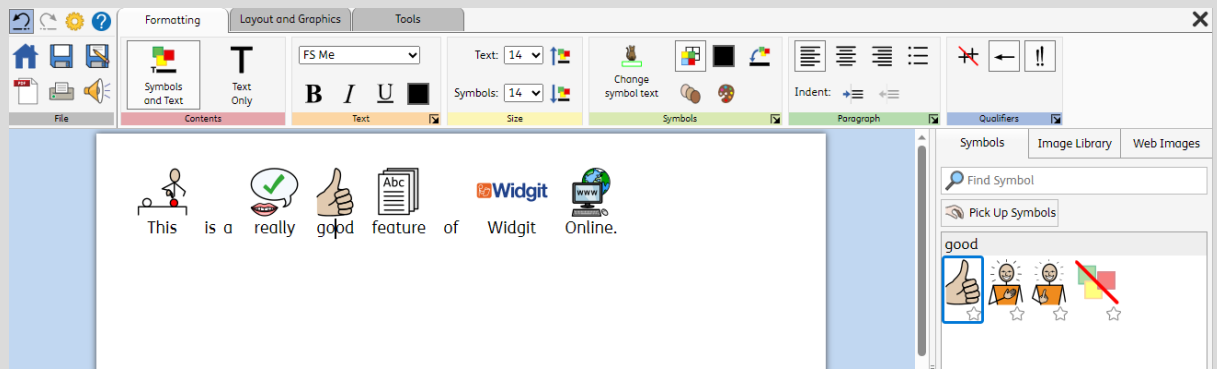 Formatting
Layout and Graphics
Tools
Symbols and Text
Text Only
FS Me
B I U
Text: 14
Symbols: 14
Change symbol text
Indent:
PDF
File
Contents
Text
Size
Symbols
Paragraph
Qualifiers
Symbols
Image Library
Web Images
Find Symbol
Pick Up Symbols
good
Abc
Widgit
www
This is a really good feature of Widgit Online.